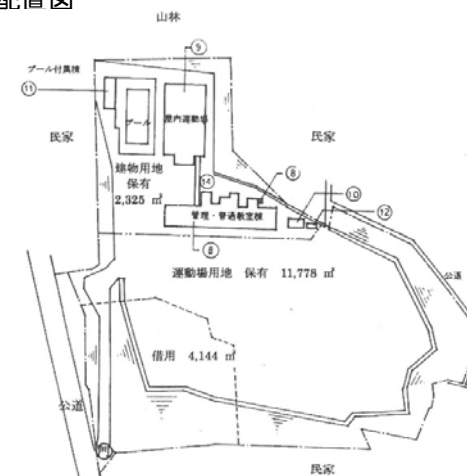 配置図
山林
⑨
プール付属棟
⑪
プール
屋内運動場
民家
民家
建物用地
保有
2,325 ㎡
⑭
⑧
⑩
⑫
管理・普通教室棟
⑧
運動場用地 保有 11,778 ㎡
公道
借用 4,144 ㎡
公道
民家